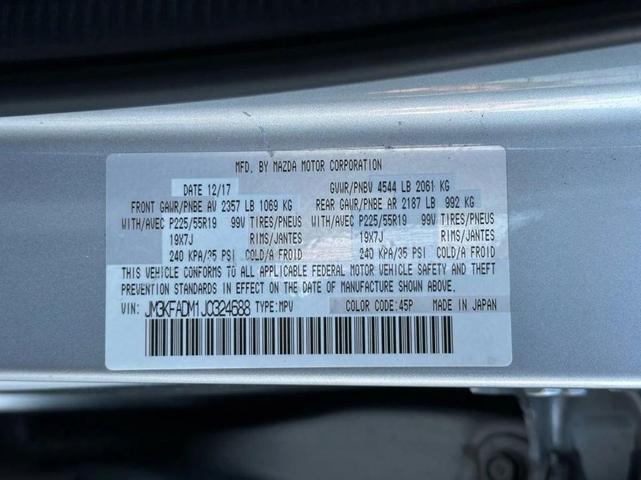 MFD. BY MAZDA MOTOR CORPORATION
DATE 12/17 GVWR/PNBV 4544 LB 2061 KG
FRONT GAWR/PNBE AV 2357 LB 1069 KG REAR GAWR/PNBE AR 2187 LB 992 KG
WITH/AVEC P225/55R19 99V TIRES/PNEUS WITH/AVEC P225/55R19 99V TIRES/PNEUS
19X7J RIMS/JANTES 19X7J RIMS/JANTES
240 KPA/35 PSI COLD/A FROID 240 KPA/35 PSI COLD/A FROID
THIS VEHICLE CONFORMS TO ALL APPLICABLE FEDERAL MOTOR VEHICLE SAFETY AND THEFT
PREVENTION STANDARDS IN EFFECT ON THE DATE OF MANUFACTURE SHOWN ABOVE.
VIN: JM3KFADM1JC324688 TYPE: MPV COLOR CODE: 45P MADE IN JAPAN